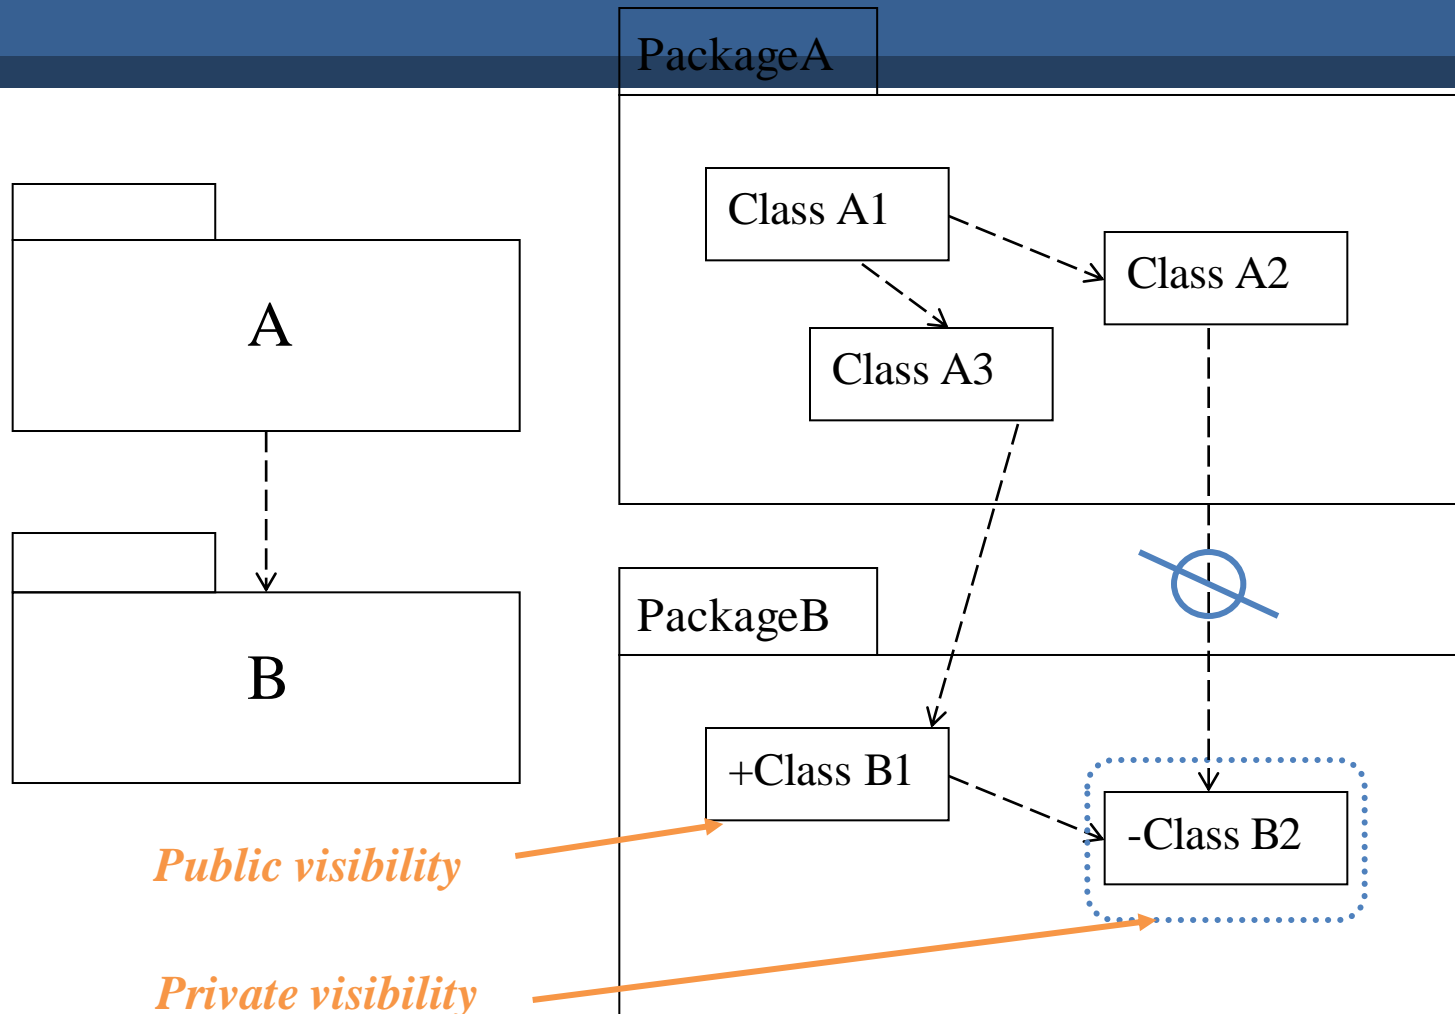 PackageA
Class A1
Class A2
A
Class A3
PackageB
B
+Class B1
-Class B2
Public visibility
Private visibility